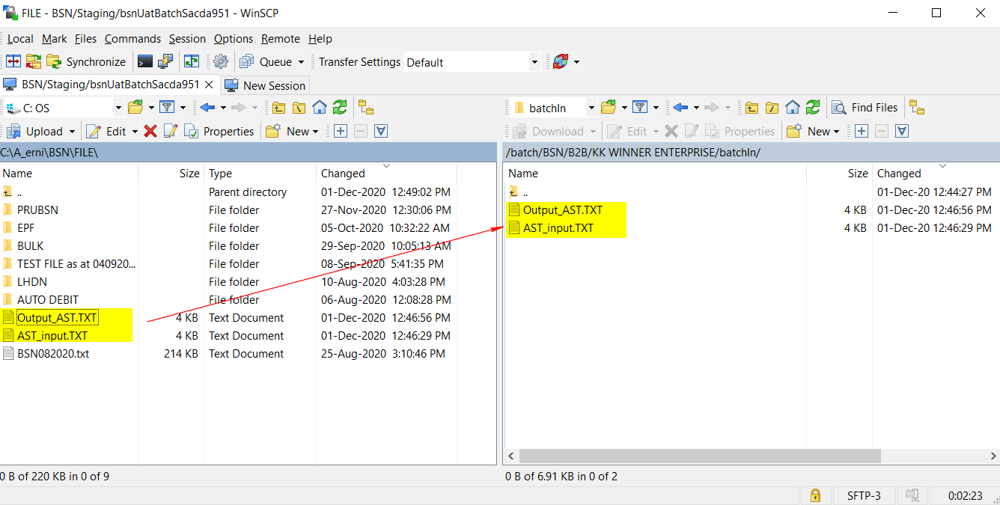 FILE - BSN/Staging/bsnUatBatchSacda951 - WinSCP
Local Mark Files Commands Session Options Remote Help
Synchronize Queue Transfer Settings Default
BSN/Staging/bsnUatBatchSacda951 New Session
C: OS batchIn Find Files
Upload Edit Properties New Download Edit Properties New
C:\A_erni\BSN\FILE\ /batch/BSN/B2B/KK WINNER ENTERPRISE/batchIn/
Name Size Type Changed
.. Parent directory 01-Dec-2020 12:49:02 PM
PRUBSN File folder 27-Nov-2020 12:30:06 PM
EPF File folder 05-Oct-2020 10:32:22 AM
BULK File folder 29-Sep-2020 10:05:13 AM
TEST FILE as at 040920... File folder 08-Sep-2020 5:41:35 PM
LHDN File folder 10-Aug-2020 4:03:28 PM
AUTO DEBIT File folder 06-Aug-2020 12:08:28 PM
Output_AST.TXT 4 KB Text Document 01-Dec-2020 12:46:56 PM
AST_input.TXT 4 KB Text Document 01-Dec-2020 12:46:29 PM
BSN082020.txt 214 KB Text Document 25-Aug-2020 3:10:46 PM
Name Size Changed
.. 01-Dec-20 12:44:27 PM
Output_AST.TXT 4 KB 01-Dec-20 12:46:56 PM
AST_input.TXT 4 KB 01-Dec-20 12:46:29 PM
0 B of 220 KB in 0 of 9 0 B of 6.91 KB in 0 of 2
SFTP-3 0:02:23